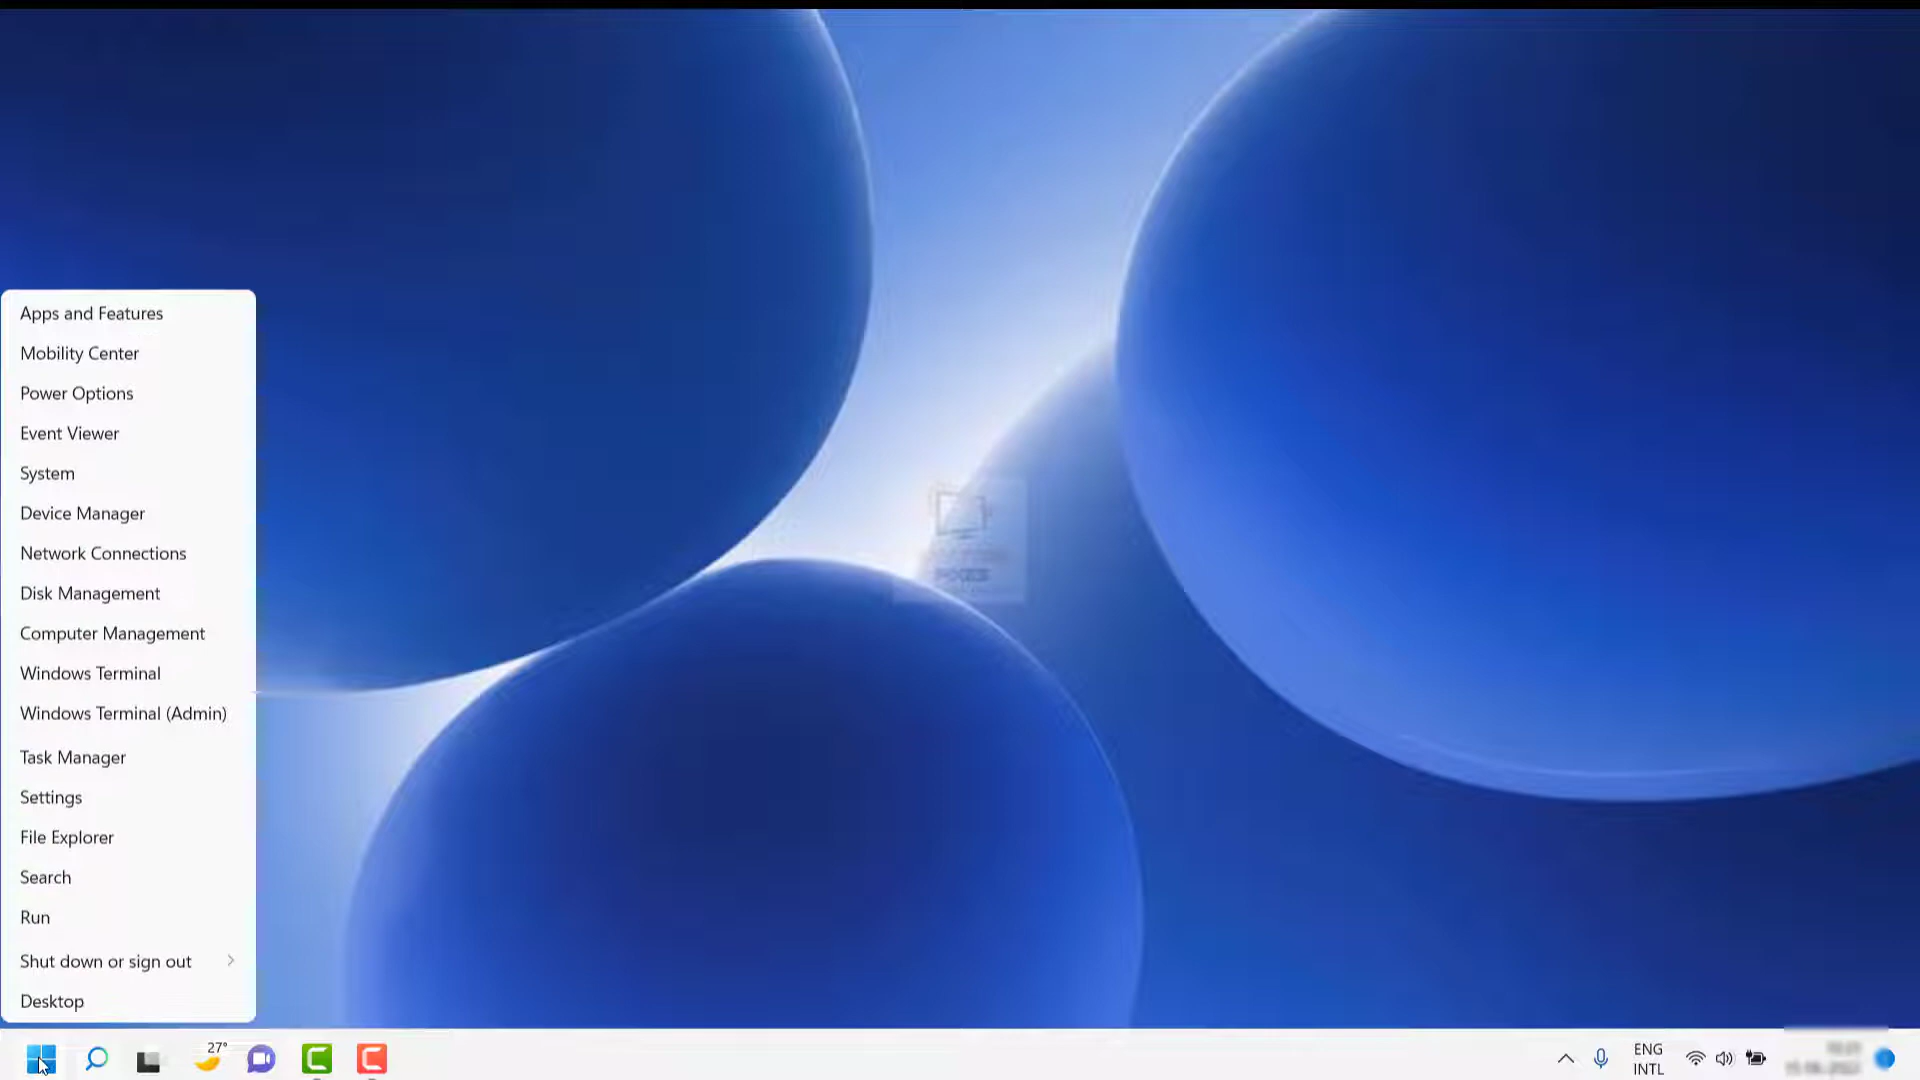 Apps and Features
Mobility Center
Power Options
Event Viewer
System
Device Manager
Network Connections
Disk Management
Computer Management
Windows Terminal
Windows Terminal (Admin)
Task Manager
Settings
File Explorer
Search
Run
Shut down or sign out
Desktop
27°
ENG
INTL